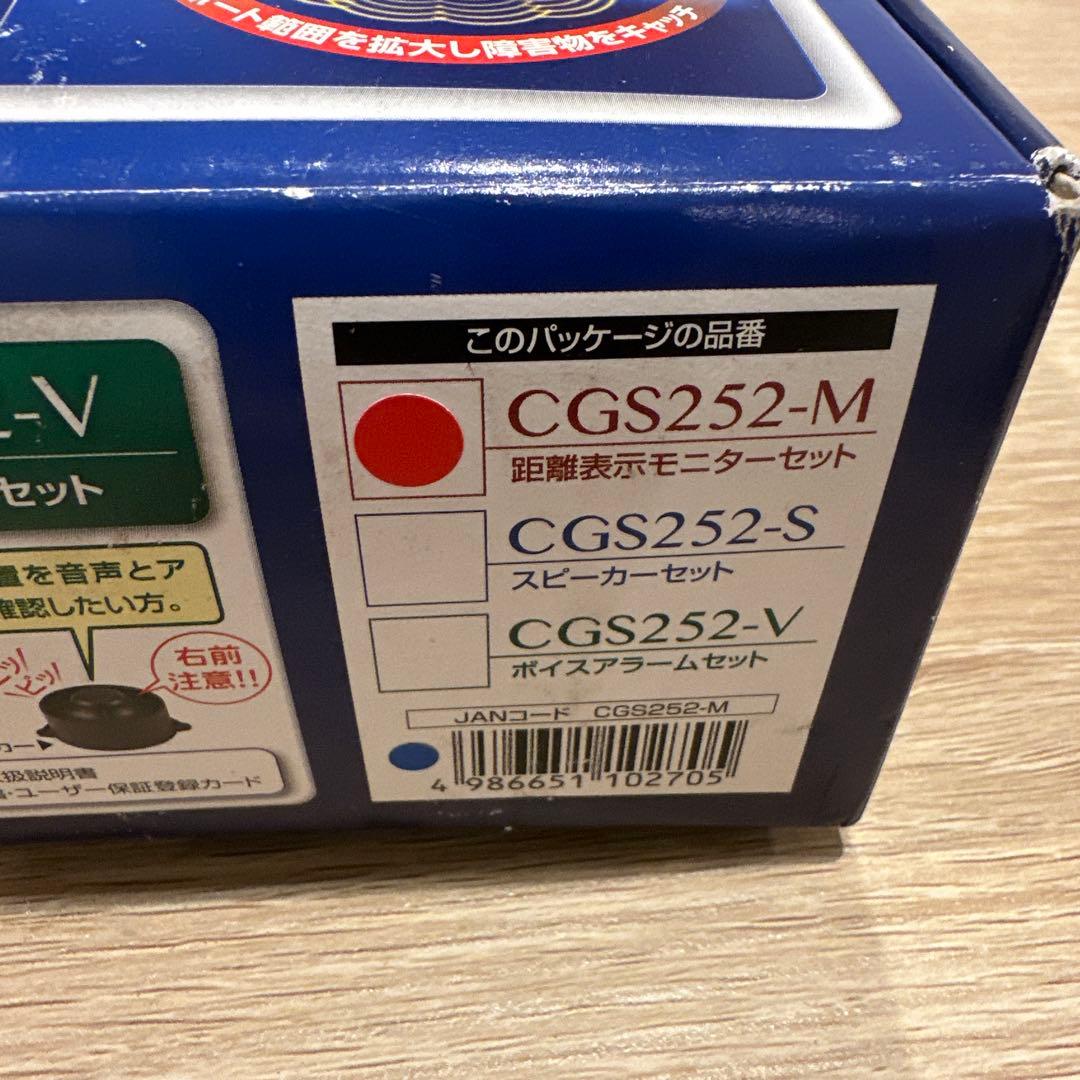 ート範囲を拡大し障害物をキャッチ
-V
セット
置を音声とア
確認したい方。
ピッ!
右前
注意!!
カー▶
扱説明書
・ユーザー保証登録カード
このパッケージの品番
CGS252-M
距離表示モニターセット
CGS252-S
スピーカーセット
CGS252-V
ボイスアラームセット
JANコード CGS252-M
4 986651 102705